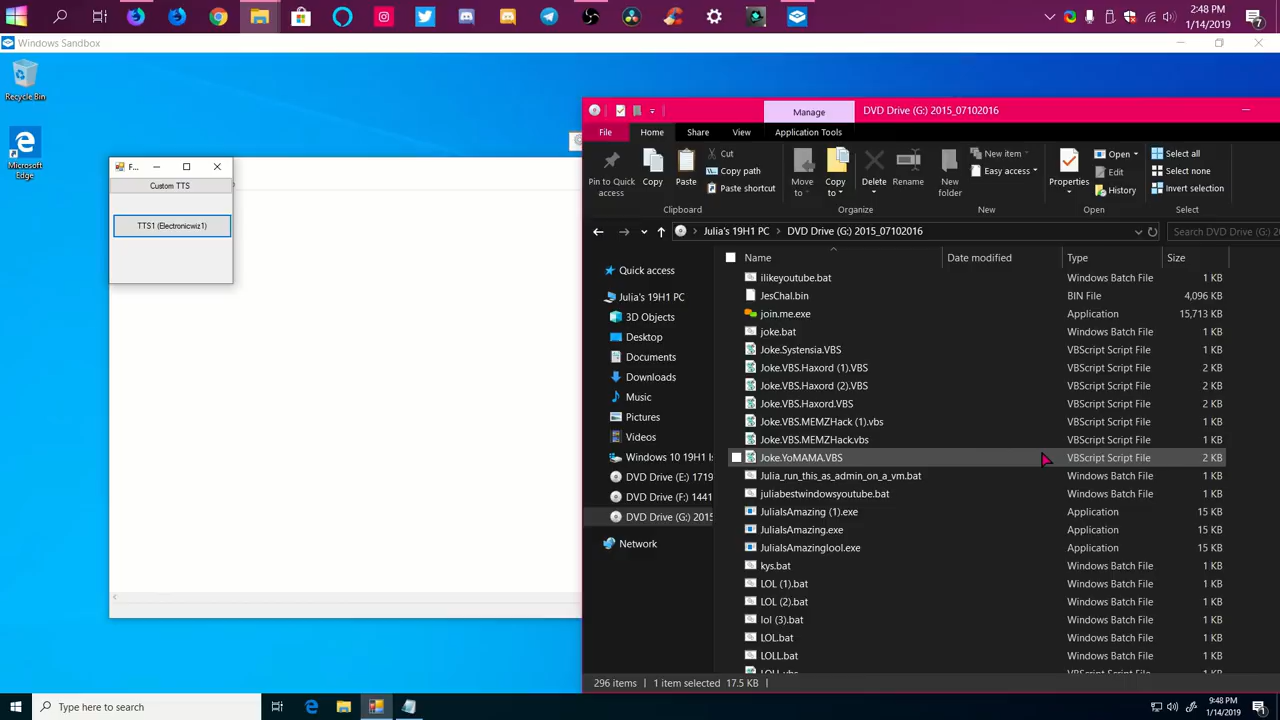 2:48 PM
1/14/2019
7
Windows Sandbox
Recycle Bin
Microsoft
Edge
F...
Custom TTS
TTS1 (Electronicwiz1)
Manage
DVD Drive (G:) 2015_07102016
File
Home
Share
View
Application Tools
Pin to Quick
access
Copy
Paste
Cut
Copy path
Paste shortcut
Clipboard
Move
to
Copy
to
Delete
Rename
Organize
New
folder
New item
Easy access
New
Properties
Open
Edit
History
Open
Select all
Select none
Invert selection
Select
Julia's 19H1 PC
DVD Drive (G:) 2015_07102016
Search DVD Drive (G:) 20
Name
Date modified
Type
Size
Quick access
Julia's 19H1 PC
3D Objects
Desktop
Documents
Downloads
Music
Pictures
Videos
Windows 10 19H1 I
DVD Drive (E:) 1719
DVD Drive (F:) 1441
DVD Drive (G:) 2015
Network
ilikeyoutube.bat Windows Batch File 1 KB
JesChal.bin BIN File 4,096 KB
join.me.exe Application 15,713 KB
joke.bat Windows Batch File 1 KB
Joke.Systensia.VBS VBScript Script File 1 KB
Joke.VBS.Haxord (1).VBS VBScript Script File 2 KB
Joke.VBS.Haxord (2).VBS VBScript Script File 2 KB
Joke.VBS.Haxord.VBS VBScript Script File 2 KB
Joke.VBS.MEMZHack (1).vbs VBScript Script File 1 KB
Joke.VBS.MEMZHack.vbs VBScript Script File 1 KB
Joke.YoMAMA.VBS VBScript Script File 2 KB
Julia_run_this_as_admin_on_a_vm.bat Windows Batch File 1 KB
juliabestwindowsyoutube.bat Windows Batch File 1 KB
JuliaIsAmazing (1).exe Application 15 KB
JuliaIsAmazing.exe Application 15 KB
JuliaIsAmazinglool.exe Application 15 KB
kys.bat Windows Batch File 1 KB
LOL (1).bat Windows Batch File 1 KB
LOL (2).bat Windows Batch File 1 KB
lol (3).bat Windows Batch File 1 KB
LOL.bat Windows Batch File 1 KB
LOLL.bat Windows Batch File 1 KB
296 items
1 item selected 17.5 KB
Type here to search
9:48 PM
1/14/2019
1